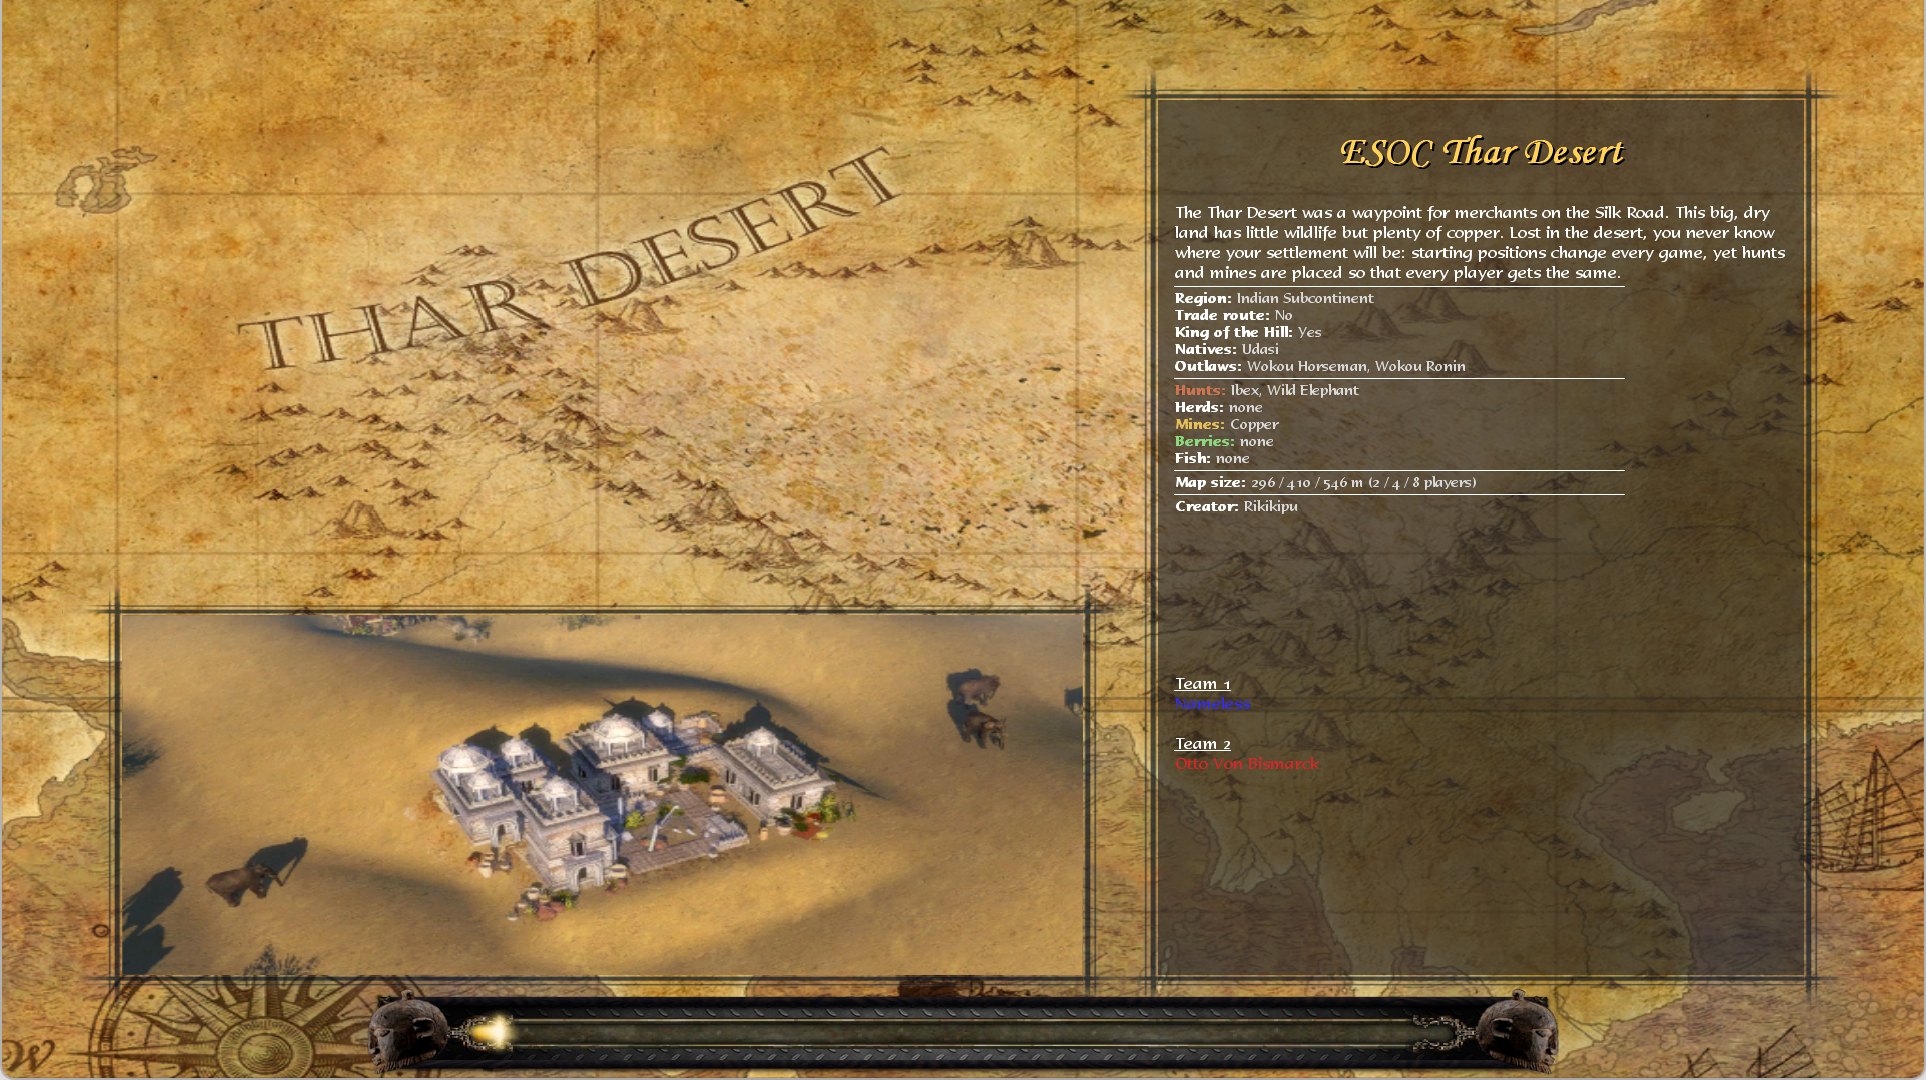 THAR DESERT
ESOC Thar Desert
The Thar Desert was a waypoint for merchants on the Silk Road. This big, dry
land has little wildlife but plenty of copper. Lost in the desert, you never know
where your settlement will be: starting positions change every game, yet hunts
and mines are placed so that every player gets the same.
Region: Indian Subcontinent
Trade route: No
King of the Hill: Yes
Natives: Udasi
Outlaws: Wokou Horseman, Wokou Ronin
Hunts: Ibex, Wild Elephant
Herds: none
Mines: Copper
Berries: none
Fish: none
Map size: 296 / 410 / 546 m (2 / 4 / 8 players)
Creator: Rikikipu
Team 1
Nameless
Team 2
Otto Von Bismarck
W